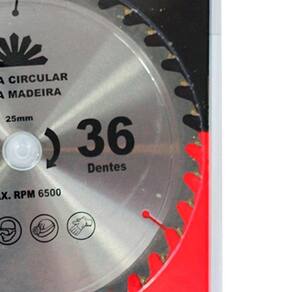 CIRCULAR
MADEIRA
25mm
36
Dentes
RPM 6500